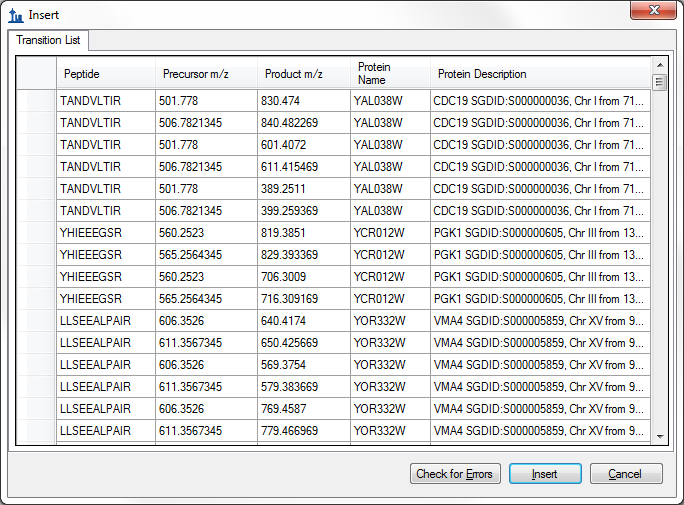 Insert
Transition List
Peptide Precursor m/z Product m/z Protein Name Protein Description
TANDVLTIR 501.778 830.474 YAL038W CDC19 SGDID:S000000036, Chr I from 71...
TANDVLTIR 506.7821345 840.482269 YAL038W CDC19 SGDID:S000000036, Chr I from 71...
TANDVLTIR 501.778 601.4072 YAL038W CDC19 SGDID:S000000036, Chr I from 71...
TANDVLTIR 506.7821345 611.415469 YAL038W CDC19 SGDID:S000000036, Chr I from 71...
TANDVLTIR 501.778 389.2511 YAL038W CDC19 SGDID:S000000036, Chr I from 71...
TANDVLTIR 506.7821345 399.259369 YAL038W CDC19 SGDID:S000000036, Chr I from 71...
YHIEEEGSR 560.2523 819.3851 YCR012W PGK1 SGDID:S000000605, Chr III from 13...
YHIEEEGSR 565.2564345 829.393369 YCR012W PGK1 SGDID:S000000605, Chr III from 13...
YHIEEEGSR 560.2523 706.3009 YCR012W PGK1 SGDID:S000000605, Chr III from 13...
YHIEEEGSR 565.2564345 716.309169 YCR012W PGK1 SGDID:S000000605, Chr III from 13...
LLSEEALPAIR 606.3526 640.4174 YOR332W VMA4 SGDID:S000005859, Chr XV from 9...
LLSEEALPAIR 611.3567345 650.425669 YOR332W VMA4 SGDID:S000005859, Chr XV from 9...
LLSEEALPAIR 606.3526 569.3754 YOR332W VMA4 SGDID:S000005859, Chr XV from 9...
LLSEEALPAIR 611.3567345 579.383669 YOR332W VMA4 SGDID:S000005859, Chr XV from 9...
LLSEEALPAIR 606.3526 769.4587 YOR332W VMA4 SGDID:S000005859, Chr XV from 9...
LLSEEALPAIR 611.3567345 779.466969 YOR332W VMA4 SGDID:S000005859, Chr XV from 9...
Check for Errors Insert Cancel